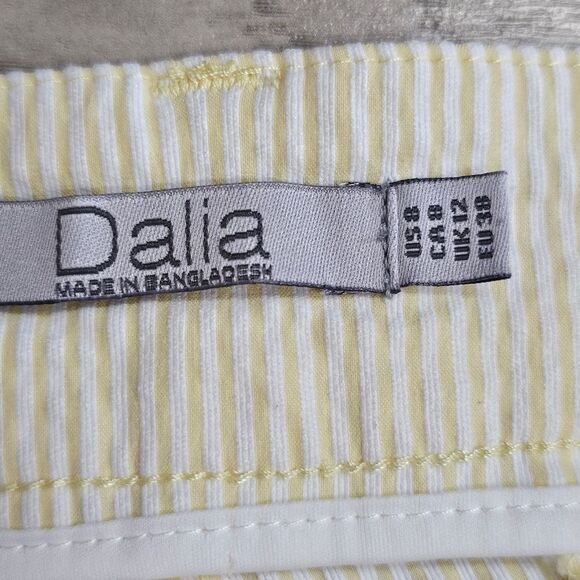 Dalia
MADE IN BANGLADESH
US 8
CA 8
UK 12
EU 38